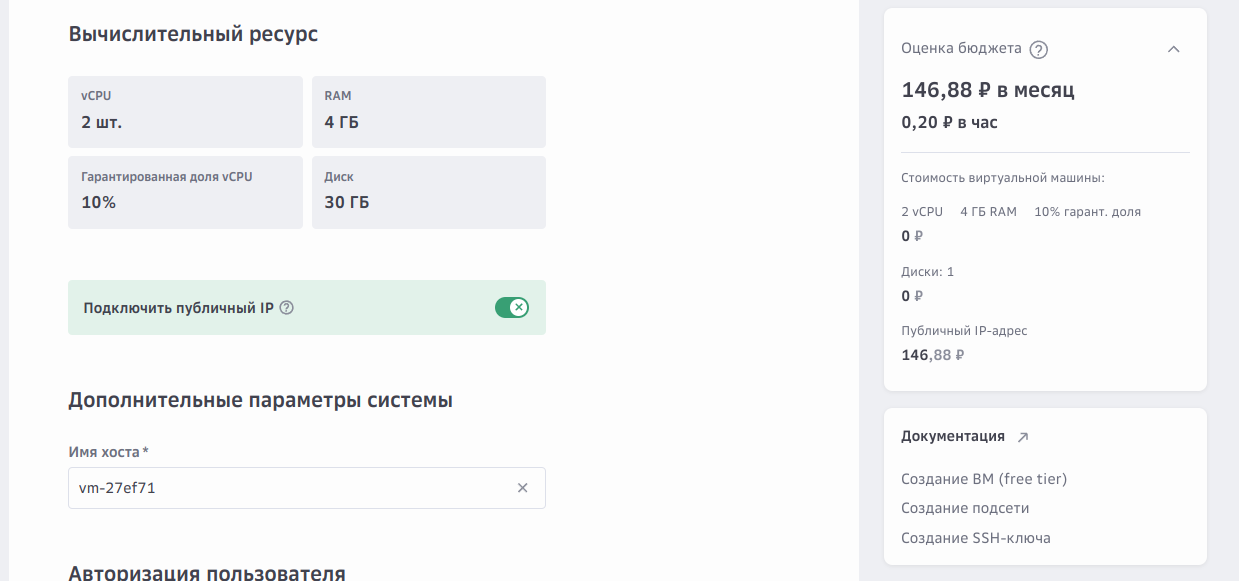 Вычислительный ресурс
vCPU
2 шт.
RAM
4 ГБ
Гарантированная доля vCPU
10%
Диск
30 ГБ
Подключить публичный IP
Дополнительные параметры системы
Имя хоста*
vm-27ef71
Авторизация пользователя
Оценка бюджета
146,88 ₽ в месяц
0,20 ₽ в час
Стоимость виртуальной машины:
2 vCPU 4 ГБ RAM 10% гарант. доля
0 ₽
Диски: 1
0 ₽
Публичный IP-адрес
146,88 ₽
Документация
Создание ВМ (free tier)
Создание подсети
Создание SSH-ключа